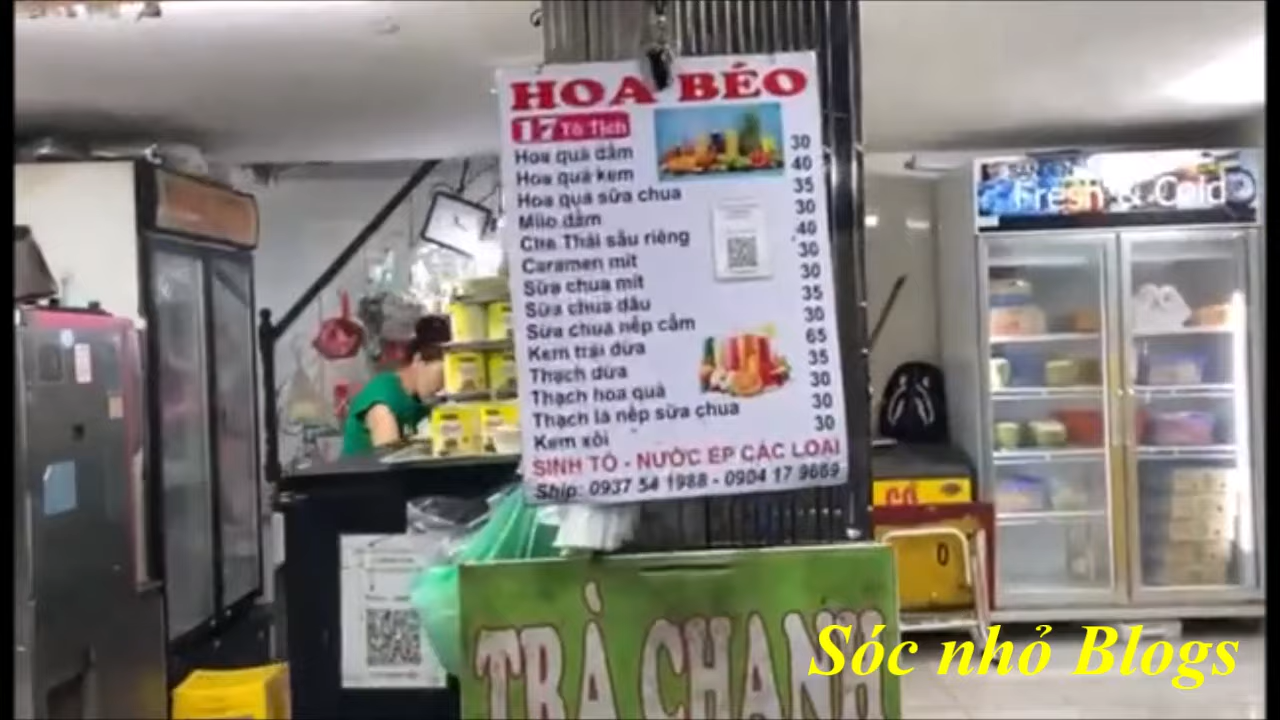 HOA BÉO
17 Tô Tịch
Hoa quả dầm 30
Hoa quả kem 40
Hoa quả sữa chua 35
Milo dầm 30
Chè Thái sầu riêng 40
Caramen mít 30
Sữa chua mít 30
Sữa chua dâu 35
Sữa chua nếp cẩm 30
Kem trái dừa 65
Thạch dừa 35
Thạch hoa quả 30
Thạch lá nếp sữa chua 30
Kem xôi 30
SINH TỐ - NƯỚC ÉP CÁC LOẠI
Ship: 0937 54 1988 - 0904 17 9669
Fresh & Cold
TRÀ CHANH
Sóc nhỏ Blogs